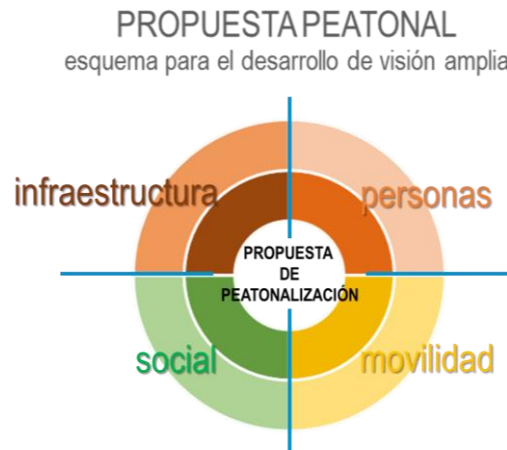 PROPUESTA PEATONAL
esquema para el desarrollo de visión amplia
infraestructura
personas
PROPUESTA
DE
PEATONALIZACIÓN
social
movilidad